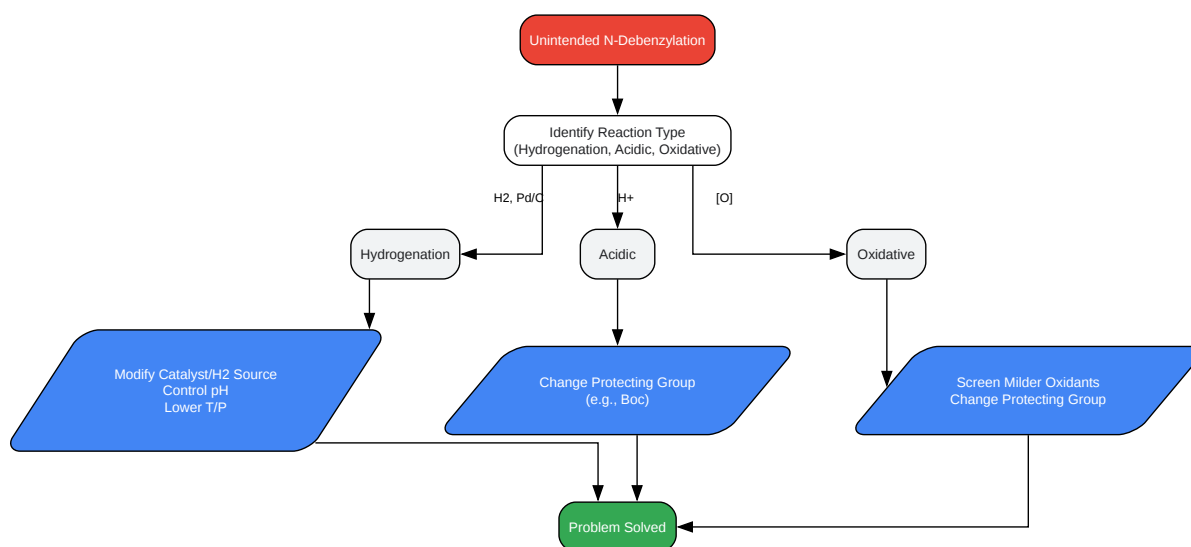 Unintended N-Debenzylation
Identify Reaction Type
(Hydrogenation, Acidic, Oxidative)
H2, Pd/C
H+
[O]
Hydrogenation
Acidic
Oxidative
Modify Catalyst/H2 Source
Control pH
Lower T/P
Change Protecting Group
(e.g., Boc)
Screen Milder Oxidants
Change Protecting Group
Problem Solved